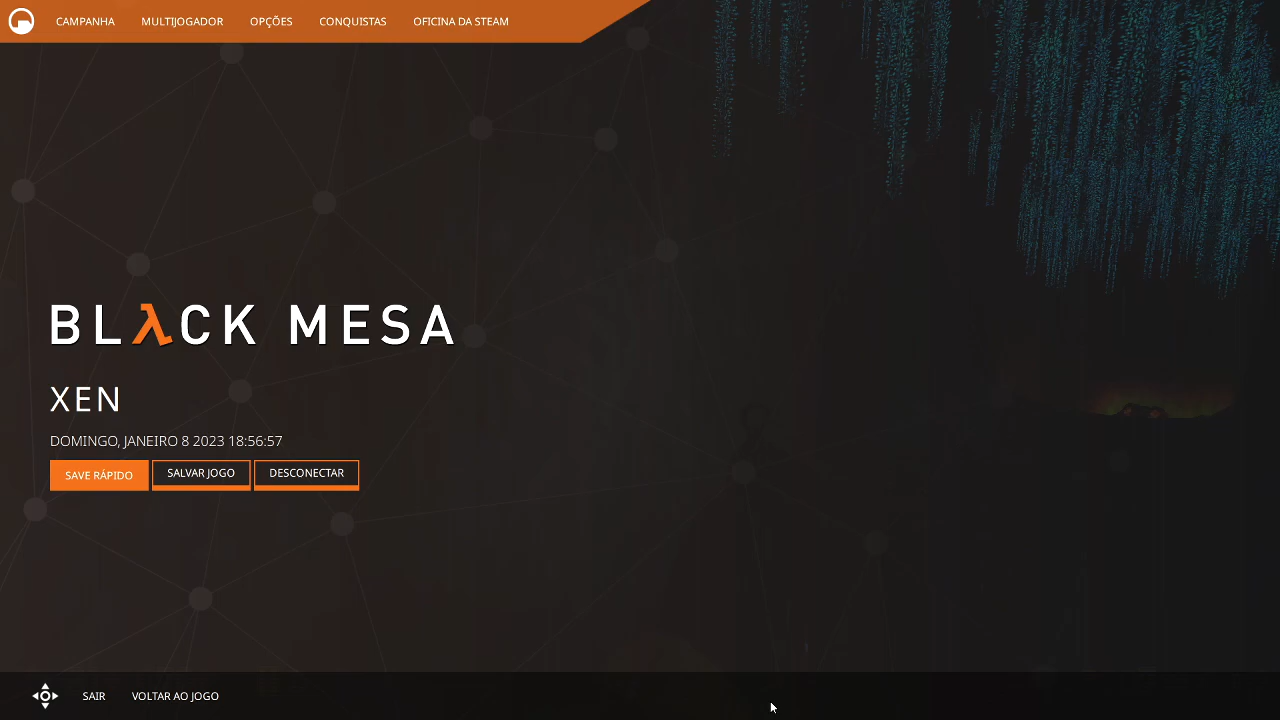 CAMPANHA MULTIJOGADOR OPÇÕES CONQUISTAS OFICINA DA STEAM
BLλCK MESA
XEN
DOMINGO, JANEIRO 8 2023 18:56:57
SAVE RÁPIDO SALVAR JOGO DESCONECTAR
SAIR VOLTAR AO JOGO